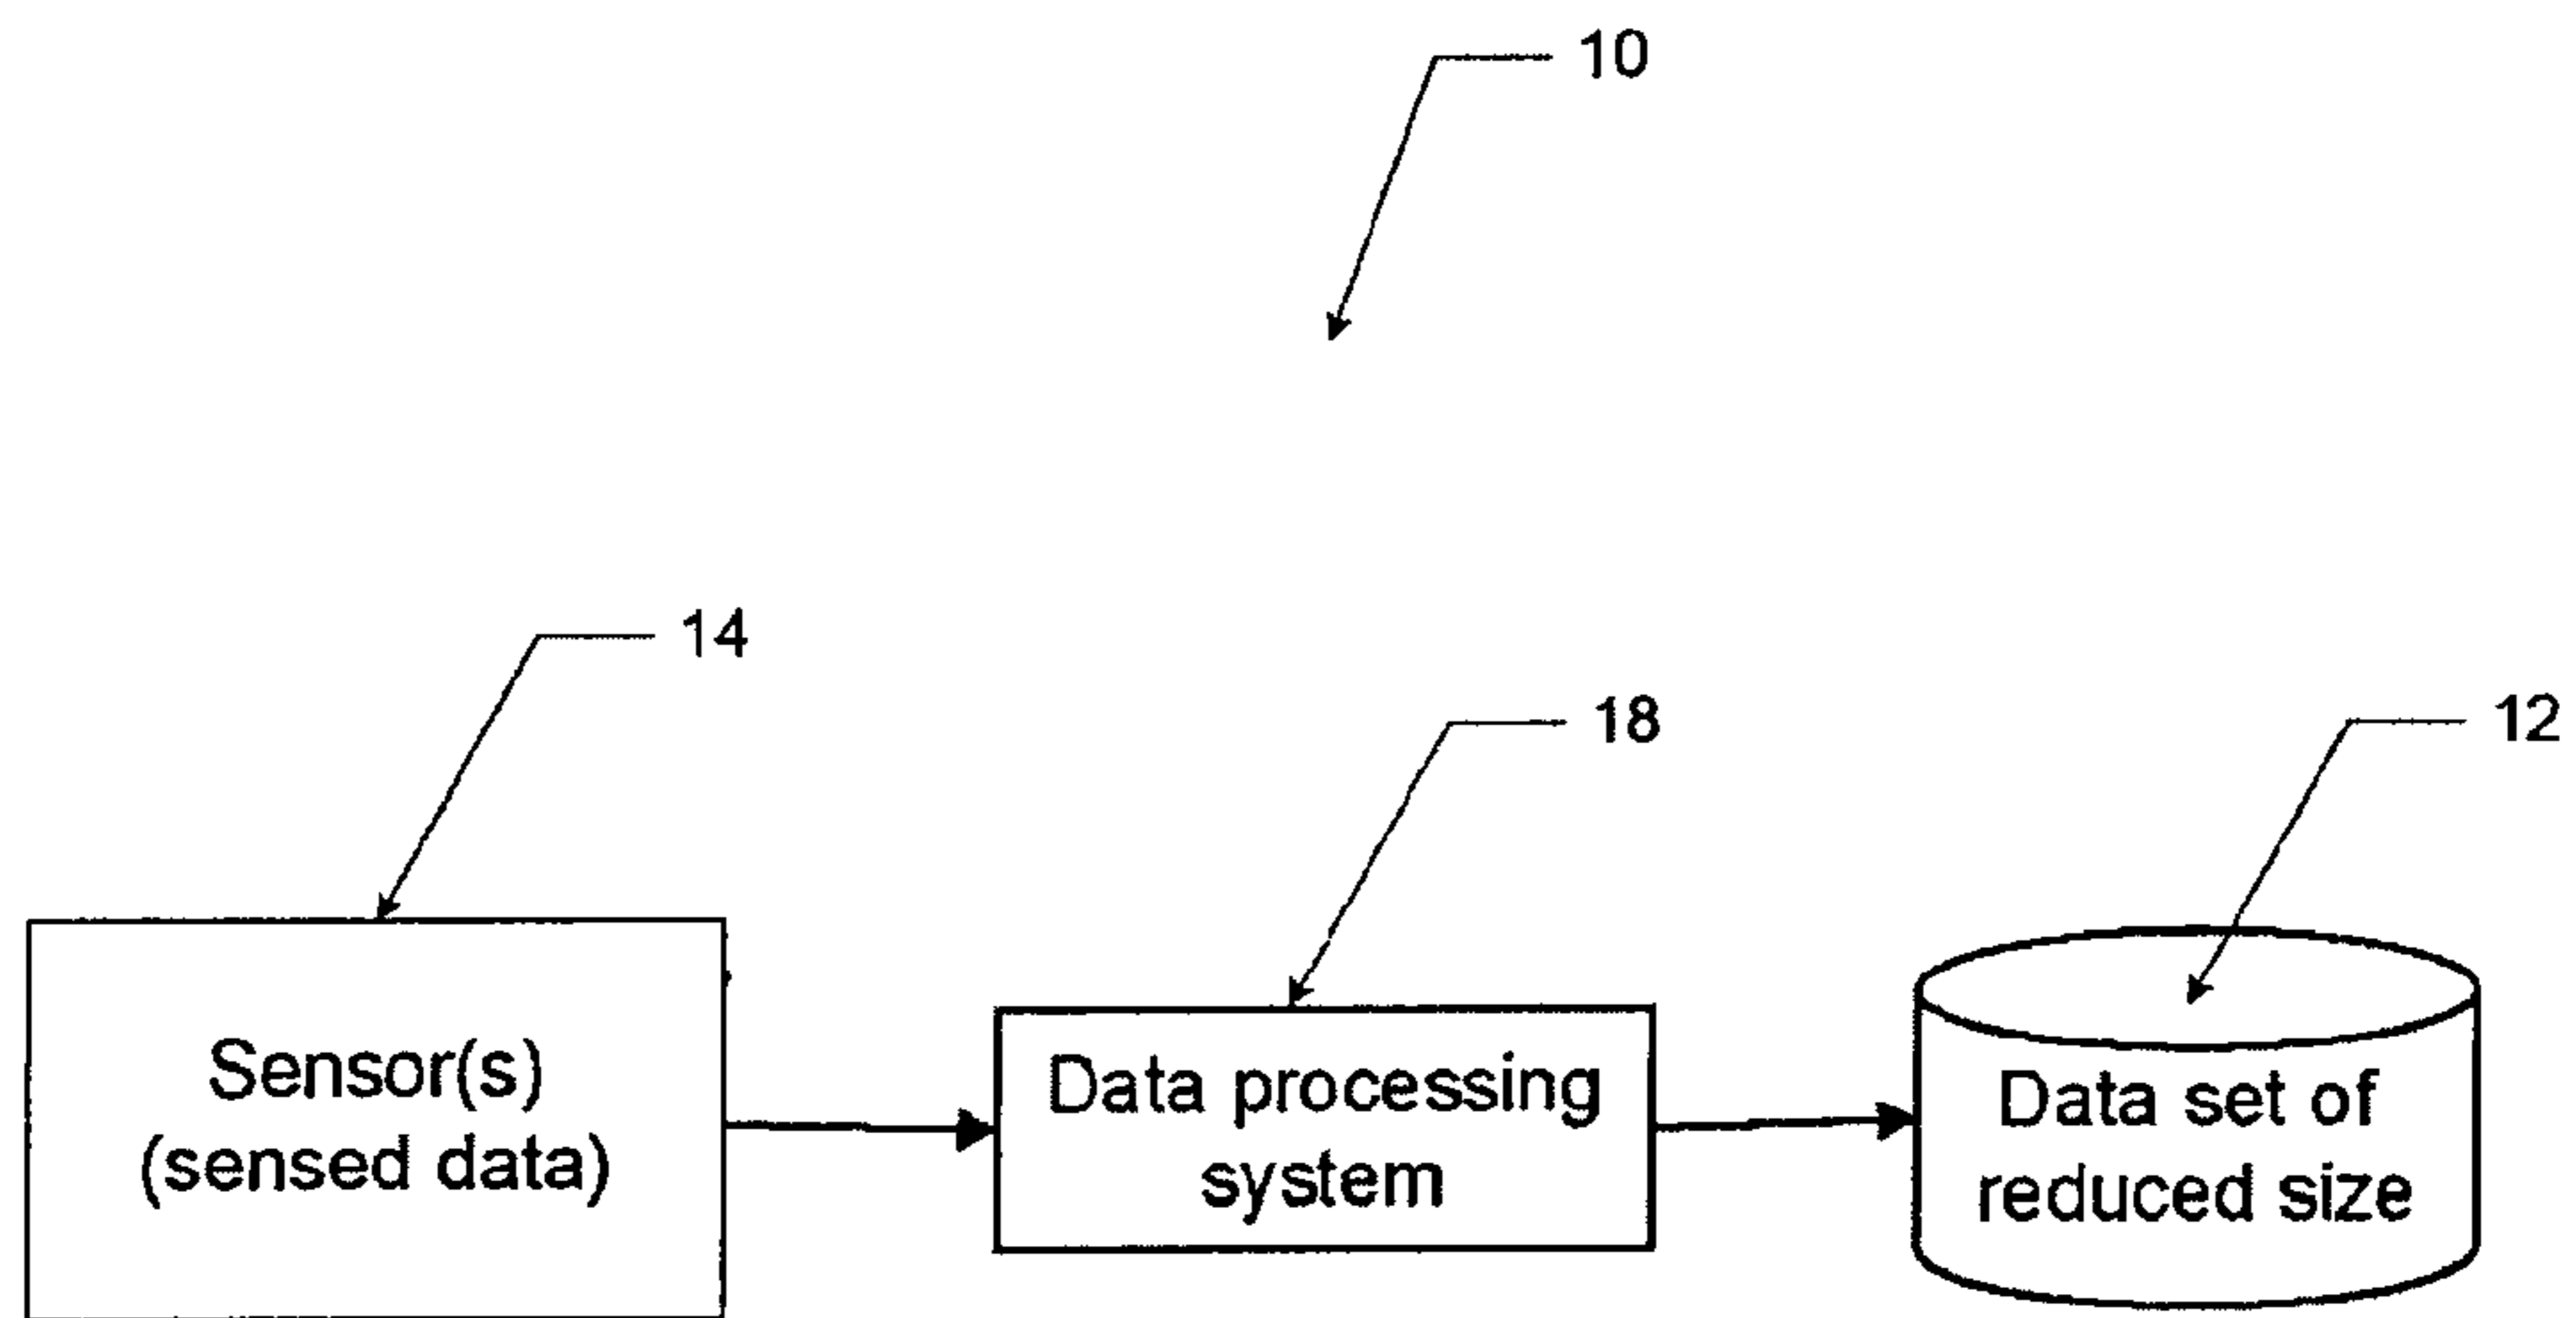 10
14
18
12
Sensor(s)
(sensed data)
Data processing
system
Data set of
reduced size